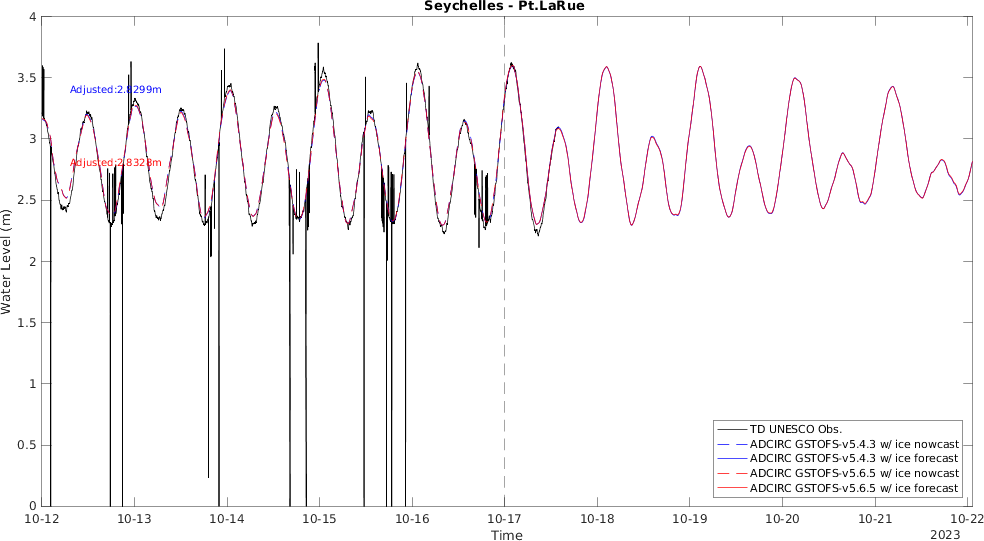 Seychelles - Pt.LaRue
4
3.5
3
2.5
2
1.5
1
0.5
0
Water Level (m)
Adjusted:2.8299m
Adjusted:2.8328m
TD UNESCO Obs.
ADCIRC GSTOFS-v5.4.3 w/ ice nowcast
ADCIRC GSTOFS-v5.4.3 w/ ice forecast
ADCIRC GSTOFS-v5.6.5 w/ ice nowcast
ADCIRC GSTOFS-v5.6.5 w/ ice forecast
10-12 10-13 10-14 10-15 10-16 10-17 10-18 10-19 10-20 10-21 10-22
Time
2023